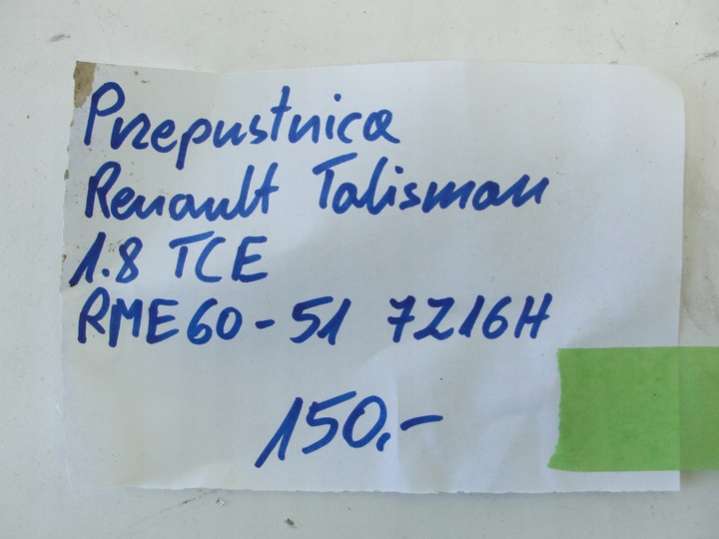 Przepustnica
Renault Talisman
1.8 TCE
RME60-51 7Z16H
150,-